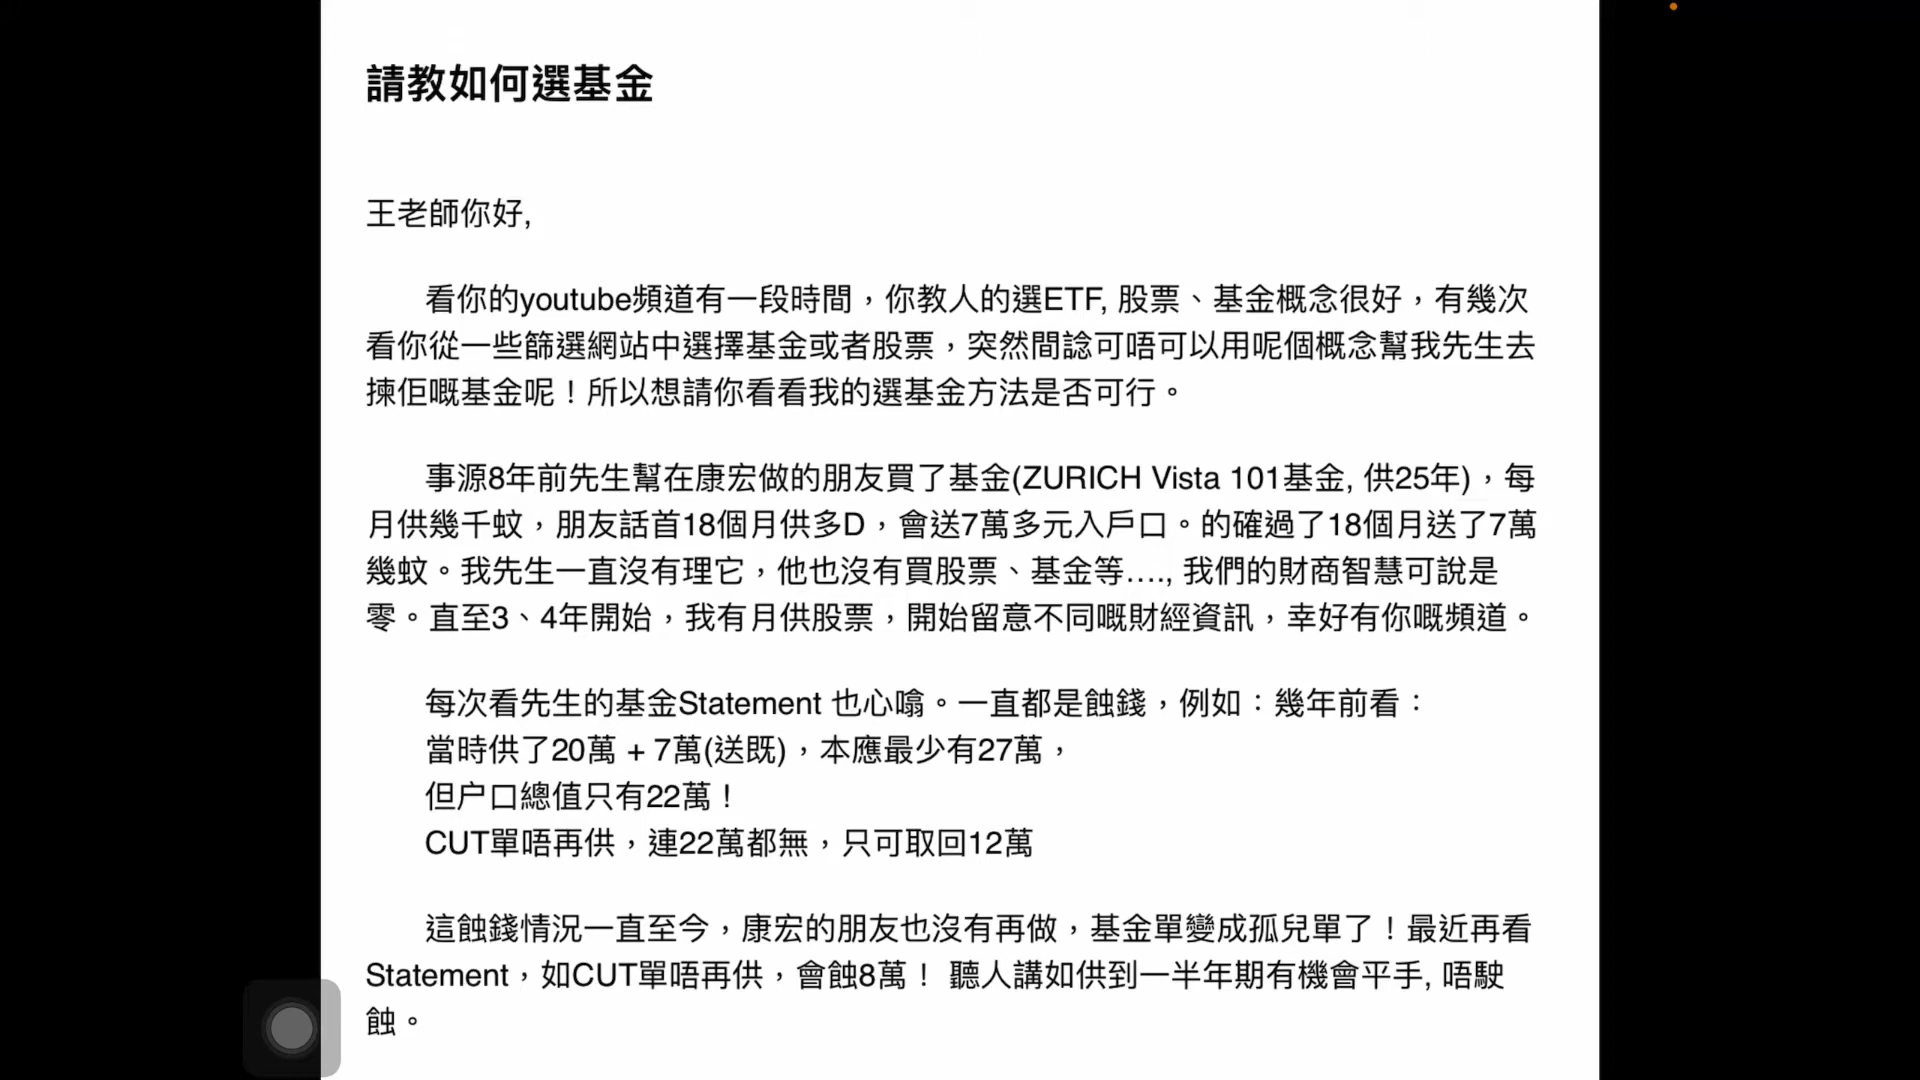 請教如何選基金
王老師你好,
看你的youtube頻道有一段時間，你教人的選ETF, 股票、基金概念很好，有幾次
看你從一些篩選網站中選擇基金或者股票，突然間諗可唔可以用呢個概念幫我先生去
揀佢嘅基金呢！所以想請你看看我的選基金方法是否可行。
事源8年前先生幫在康宏做的朋友買了基金(ZURICH Vista 101基金, 供25年)，每
月供幾千蚊，朋友話首18個月供多D，會送7萬多元入戶口。的確過了18個月送了7萬
幾蚊。我先生一直沒有理它，他也沒有買股票、基金等…., 我們的財商智慧可說是
零。直至3、4年開始，我有月供股票，開始留意不同嘅財經資訊，幸好有你嘅頻道。
每次看先生的基金Statement 也心噏。一直都是蝕錢，例如：幾年前看：
當時供了20萬 + 7萬(送既)，本應最少有27萬，
但户口總值只有22萬！
CUT單唔再供，連22萬都無，只可取回12萬
這蝕錢情況一直至今，康宏的朋友也沒有再做，基金單變成孤兒單了！最近再看
Statement，如CUT單唔再供，會蝕8萬！ 聽人講如供到一半年期有機會平手, 唔駛
蝕。